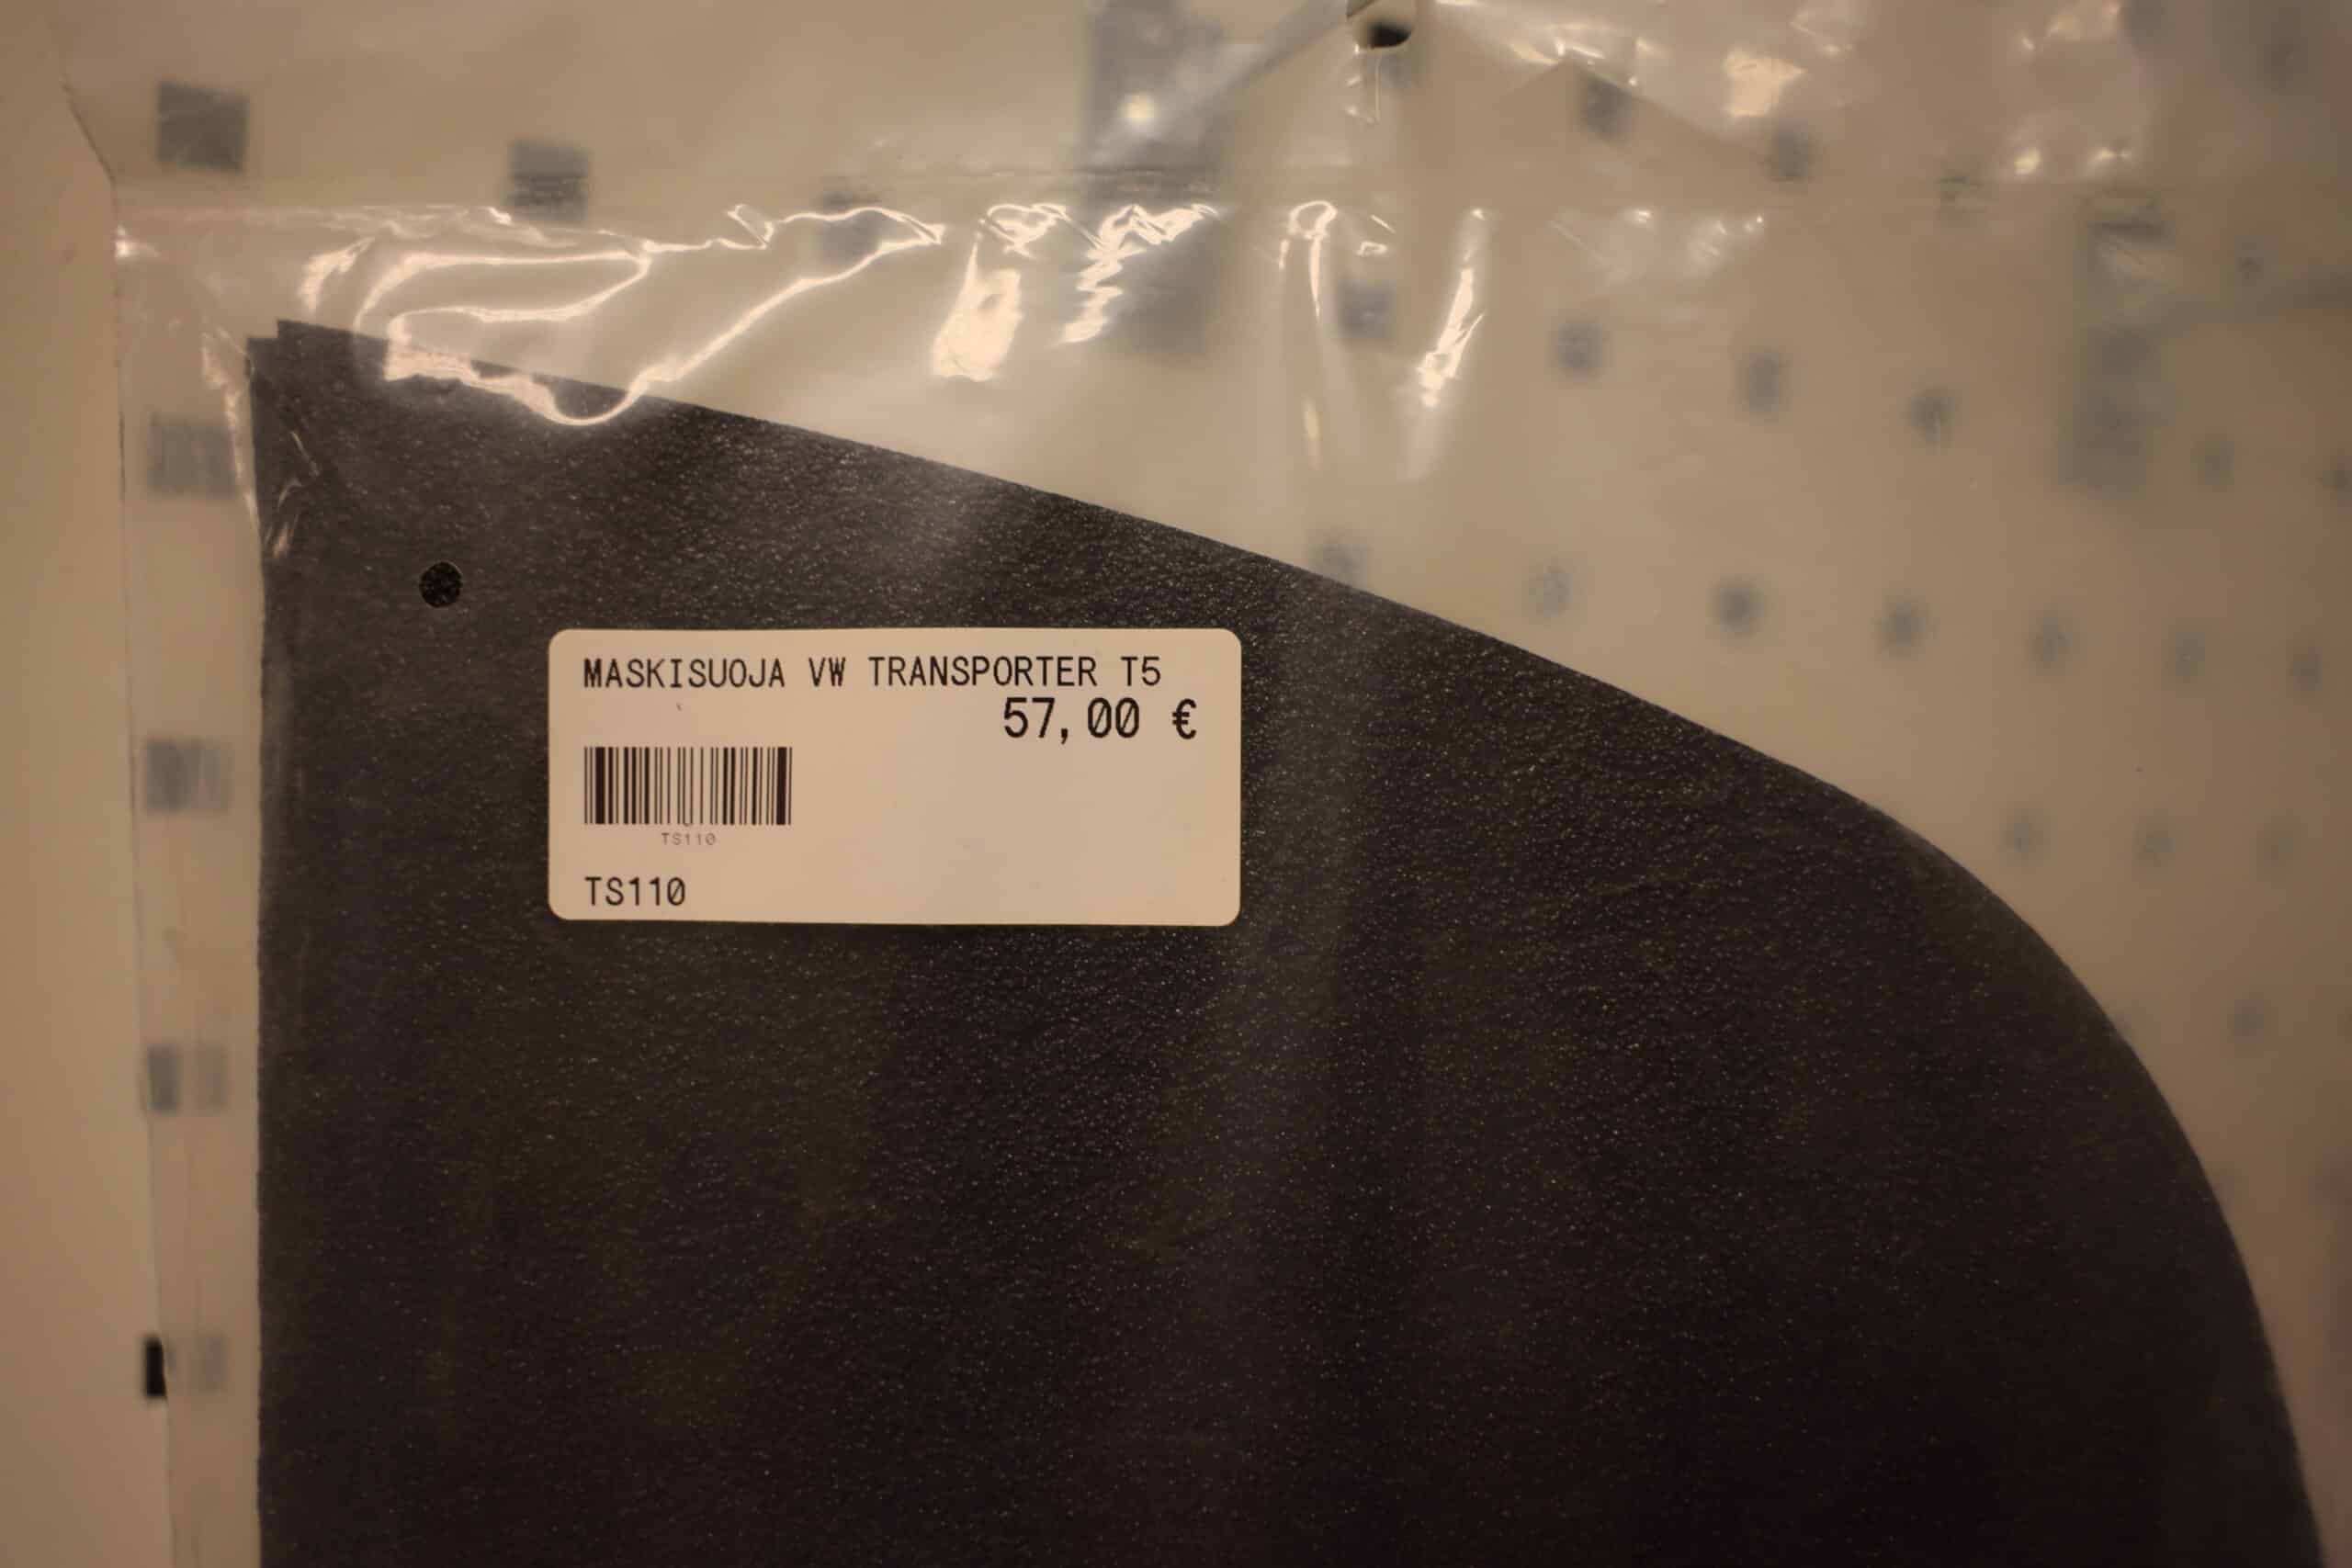 MASKISUOJA VW TRANSPORTER T5
57,00 €
TS110
TS110